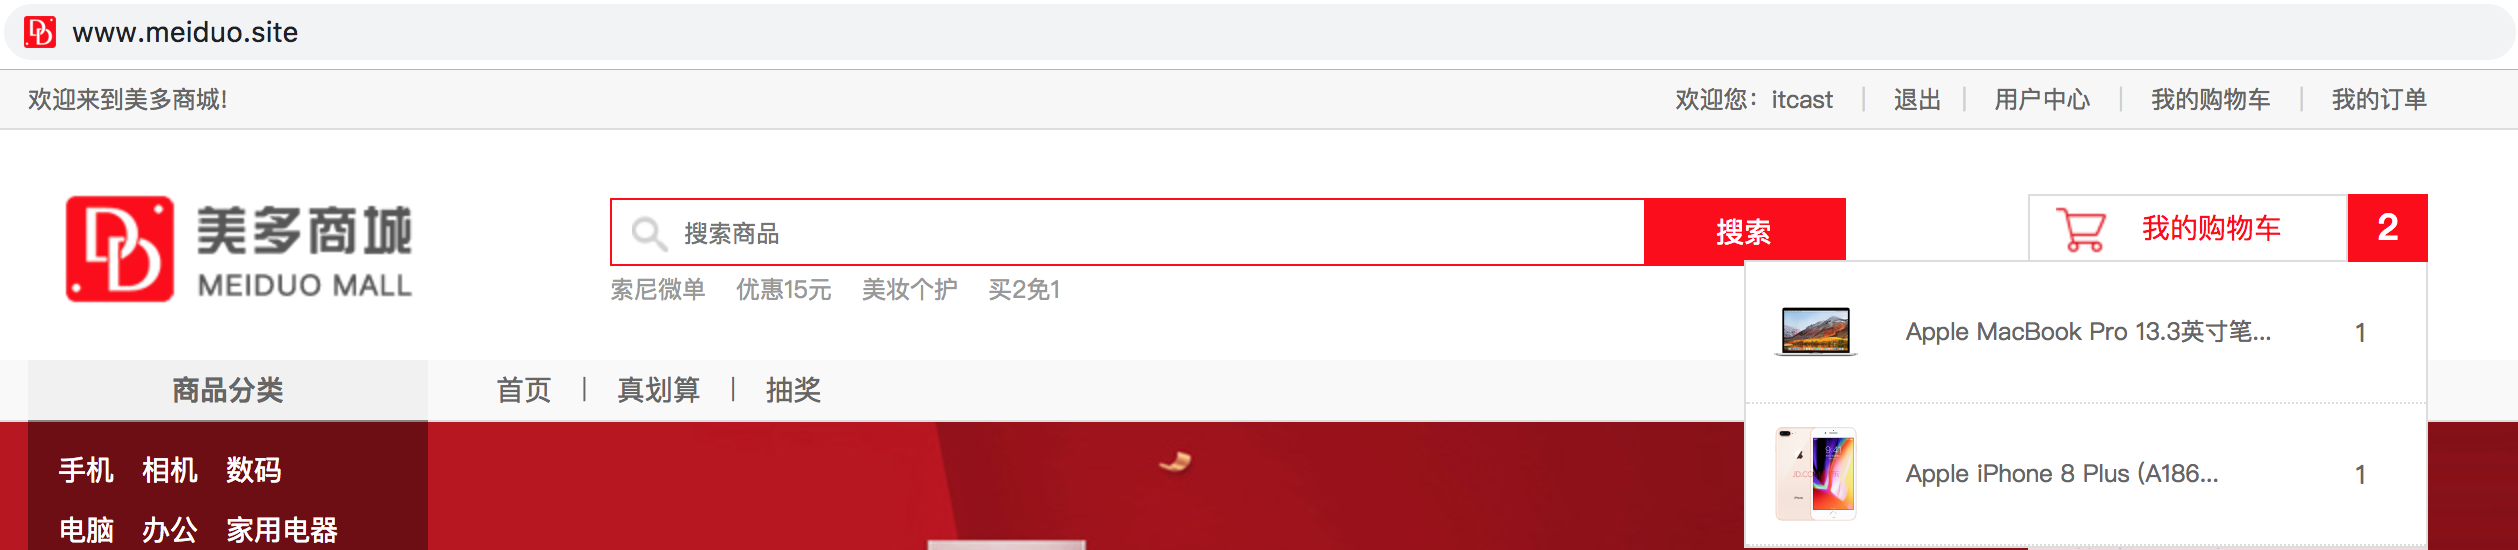 www.meiduo.site
欢迎来到美多商城!
欢迎您：itcast | 退出 | 用户中心 | 我的购物车 | 我的订单
美多商城
MEIDUO MALL
搜索商品
搜索
我的购物车 2
索尼微单 优惠15元 美妆个护 买2免1
Apple MacBook Pro 13.3英寸笔... 1
Apple iPhone 8 Plus (A186... 1
商品分类
首页 | 真划算 | 抽奖
手机 相机 数码
电脑 办公 家用电器